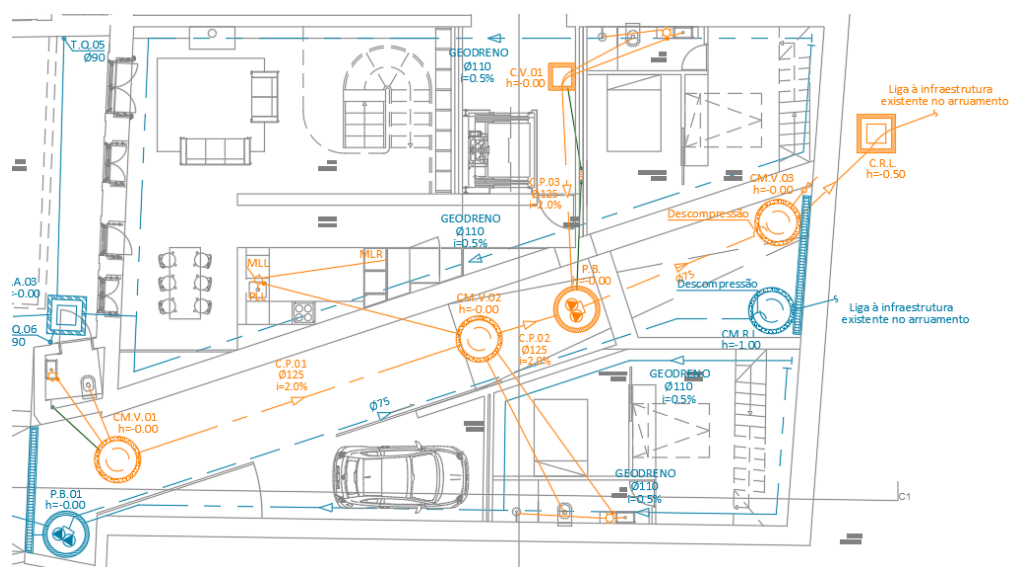 T.Q.05
Ø90
GEODRENO
Ø110
i=0.5%
C.V.01
h=-0.00
Liga à infraestrutura
existente no arruamento
C.R.L.
h=-0.50
C.P.03
Ø125
i=2.0%
CM.V.03
h=-0.00
Descompressão
GEODRENO
Ø110
i=0.5%
MLL
MLR
PLL
.A.03
-0.00
Q.06
90
P.B.
h=-0.00
Ø75
Descompressão
CM.V.02
h=-0.00
Liga à infraestrutura
existente no arruamento
CM.R.L
h=-1.00
C.P.02
Ø125
i=2.0%
C.P.01
Ø125
i=2.0%
GEODRENO
Ø110
i=0.5%
Ø75
CM.V.01
h=-0.00
GEODRENO
Ø110
i=0.5%
P.B.01
h=-0.00
C1